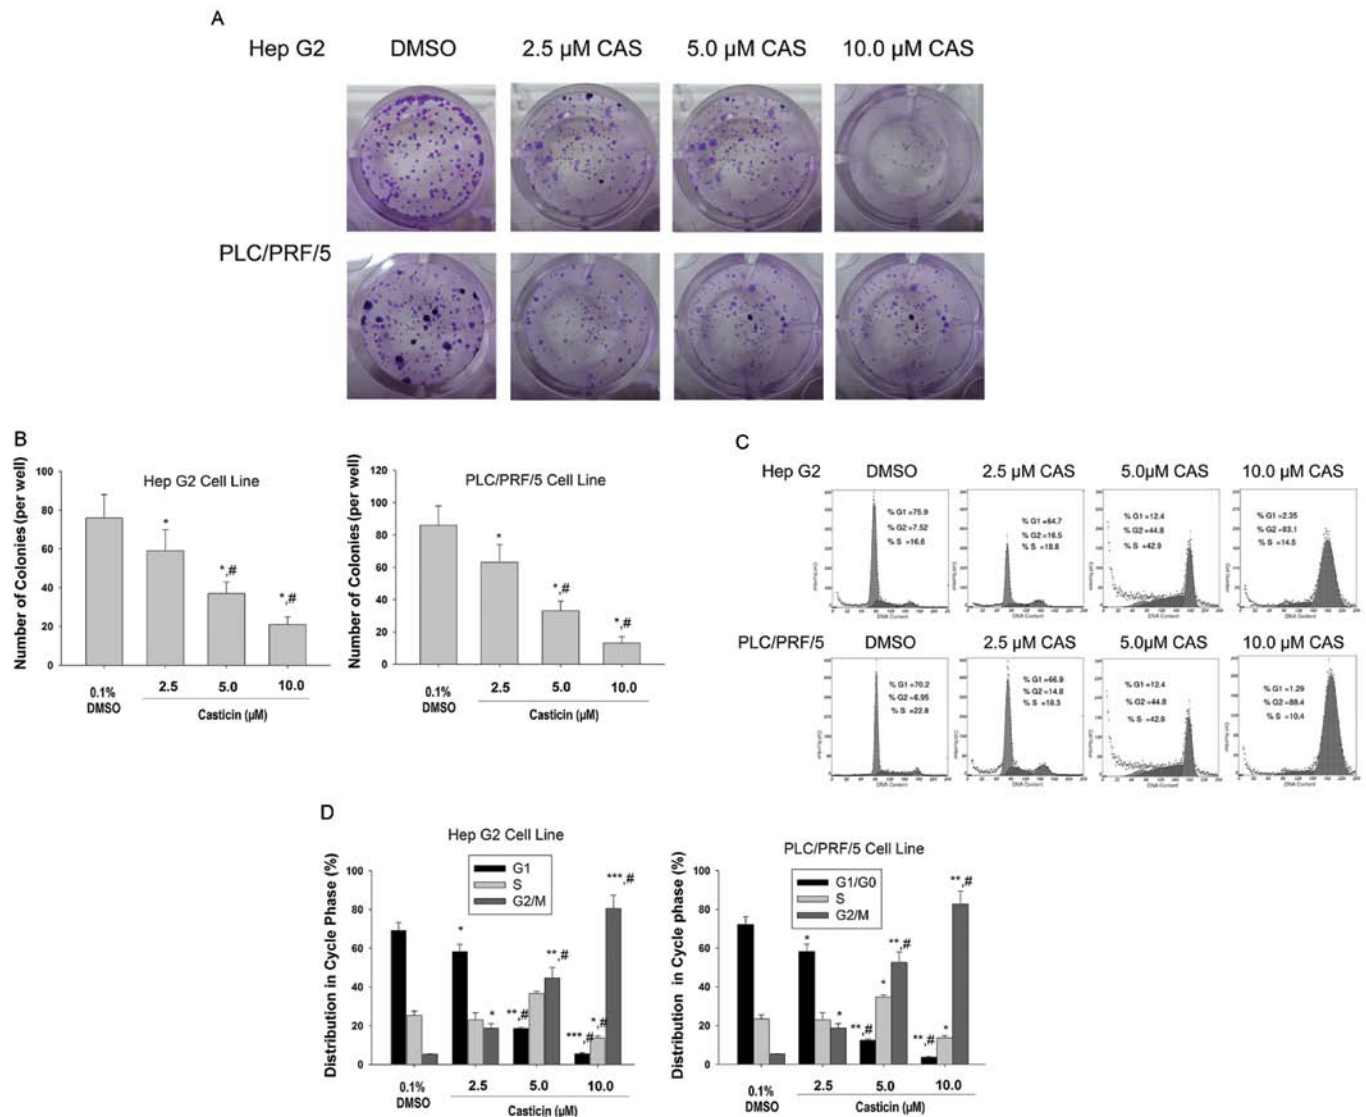 A
Hep G2 DMSO 2.5 µM CAS 5.0 µM CAS 10.0 µM CAS
PLC/PRF/5
B
Number of Colonies (per well)
Hep G2 Cell Line
100
80
60
40
20
0
*
*,#
*,#
0.1% DMSO
2.5 5.0 10.0
Casticin (µM)
Number of Colonies (per well)
PLC/PRF/5 Cell Line
120
100
80
60
40
20
0
*
*,#
*,#
0.1% DMSO
2.5 5.0 10.0
Casticin (µM)
C
Hep G2 DMSO 2.5 µM CAS 5.0µM CAS 10.0 µM CAS
% G1 =75.9
% G2 =7.52
% S =16.6
% G1 =64.7
% G2 =16.5
% S =18.8
% G1 =12.4
% G2 =44.8
% S =42.9
% G1 =2.35
% G2 =83.1
% S =14.5
Cell Number
DNA Content
PLC/PRF/5 DMSO 2.5 µM CAS 5.0µM CAS 10.0 µM CAS
% G1 =70.2
% G2 =6.95
% S =22.8
% G1 =66.9
% G2 =14.8
% S =18.3
% G1 =12.4
% G2 =44.8
% S =42.9
% G1 =1.29
% G2 =88.4
% S =10.4
Cell Number
DNA Content
D
Hep G2 Cell Line
Distribution in Cycle Phase (%)
100
80
60
40
20
0
G1
S
G2/M
*
*
**,#
**,#
***,#
*,#
***,#
0.1% DMSO
2.5 5.0 10.0
Casticin (µM)
PLC/PRF/5 Cell Line
Distribution in Cycle phase (%)
100
80
60
40
20
0
G1/G0
S
G2/M
*
*
**,#
*
**,#
**,#
*
**,#
0.1% DMSO
2.5 5.0 10.0
Casticin (µM)